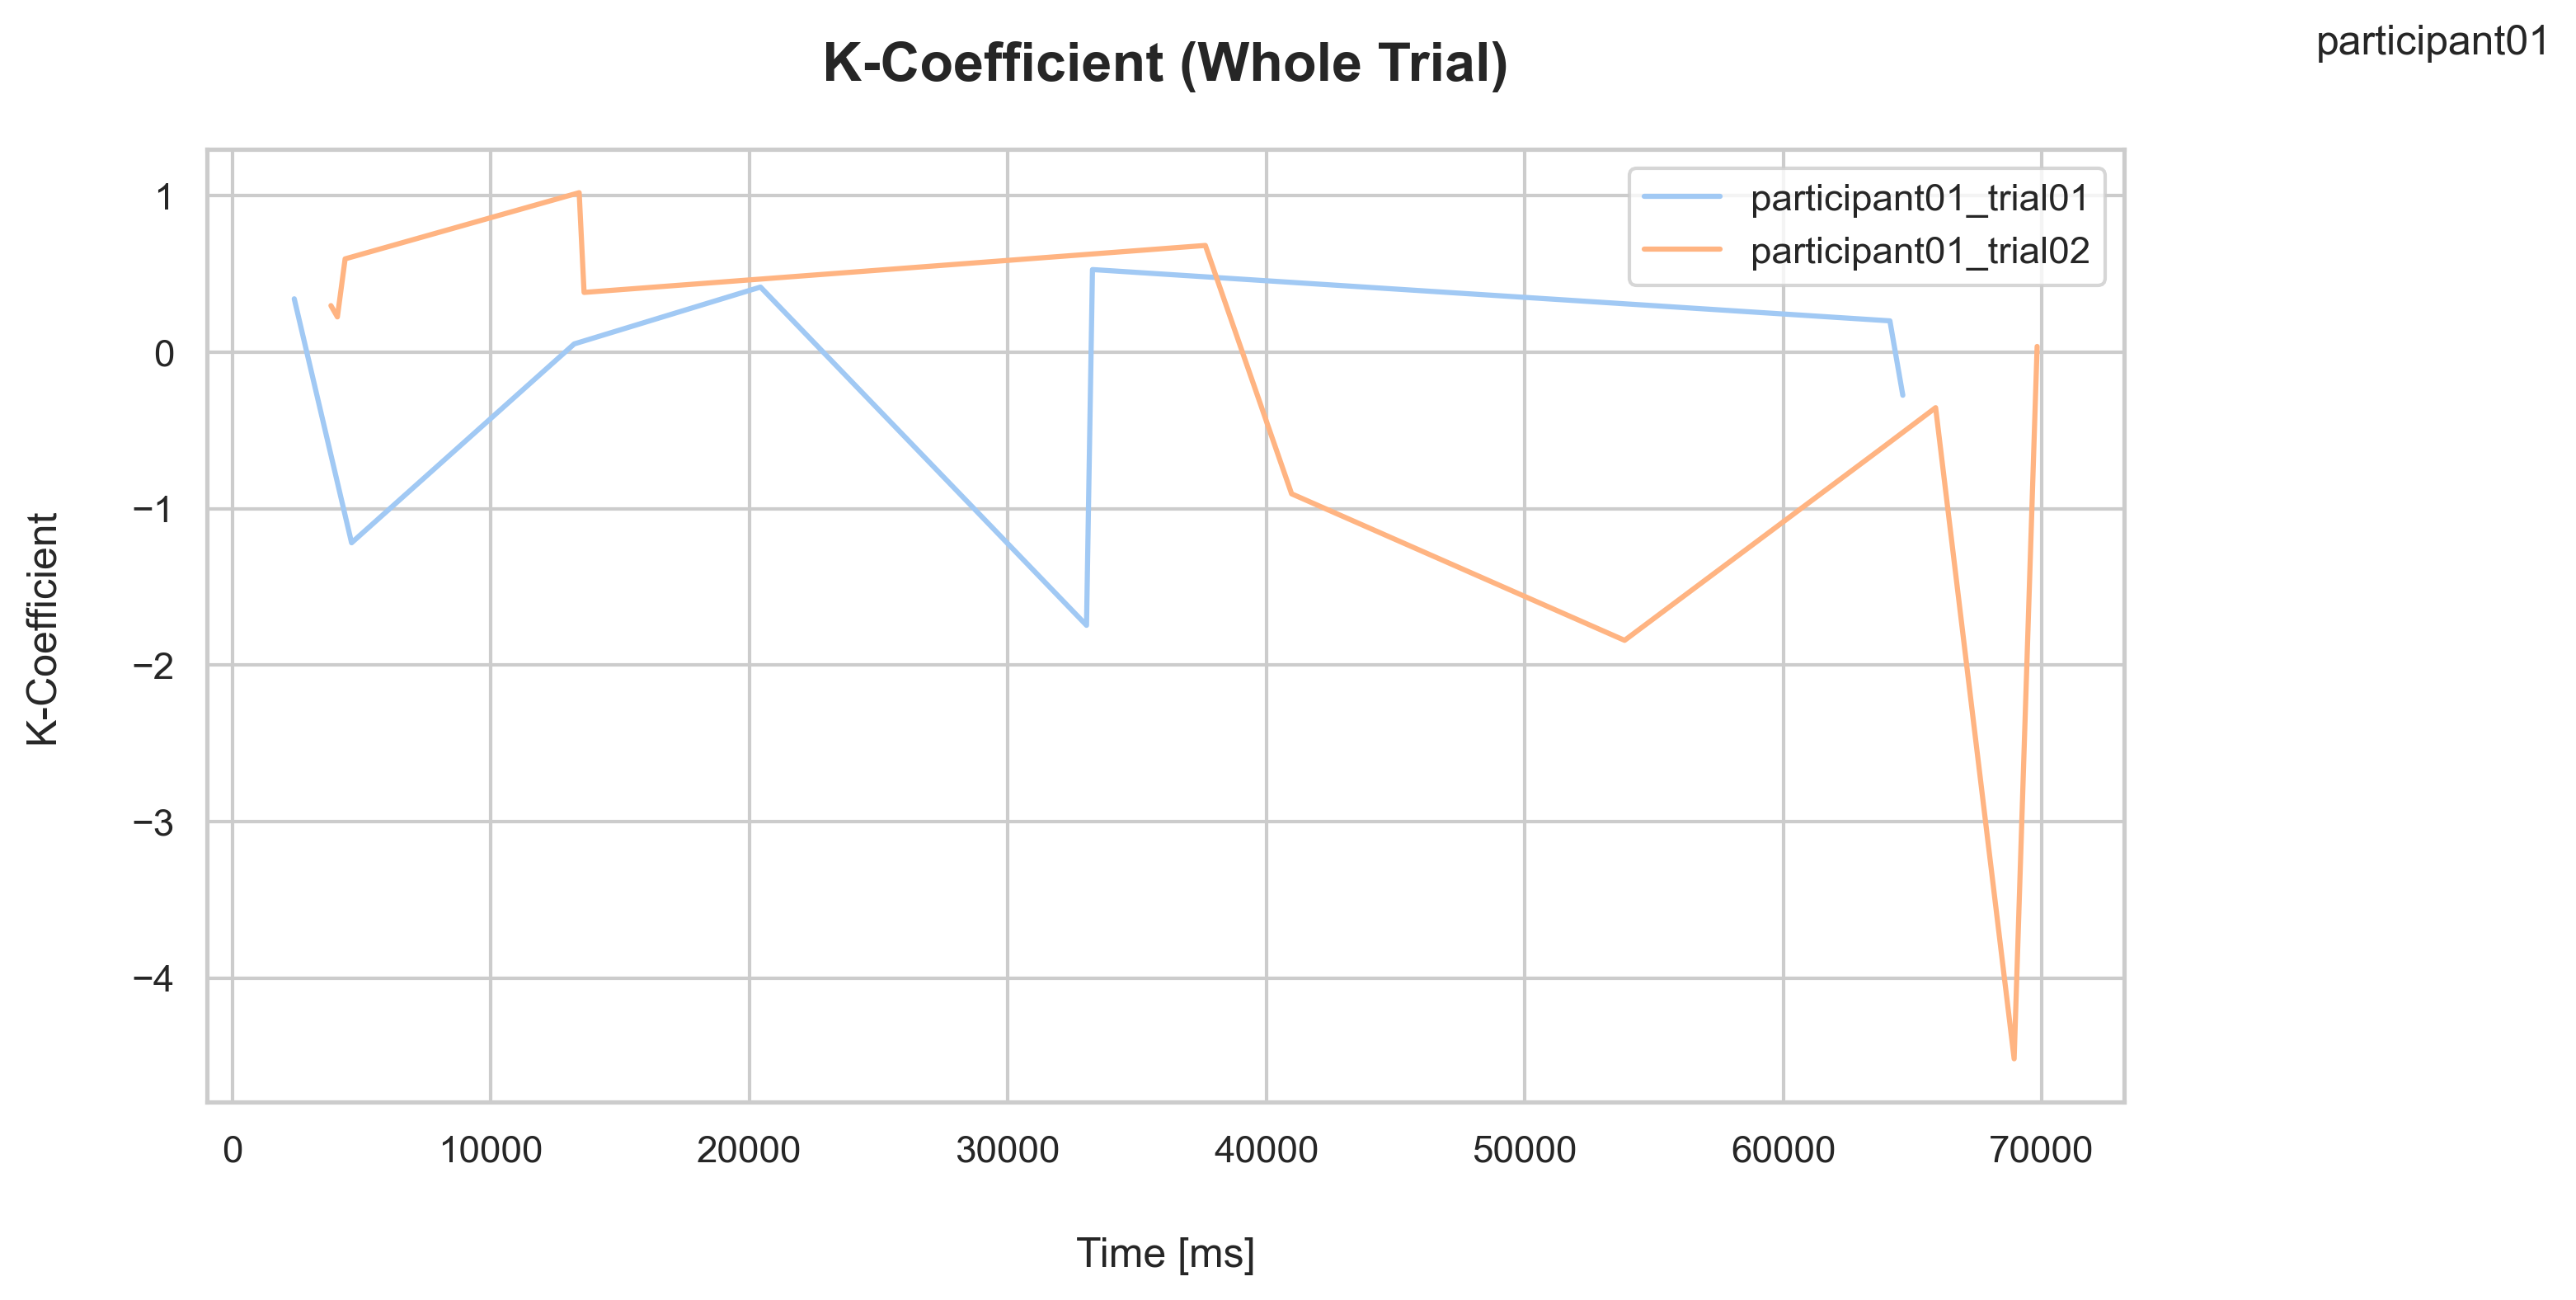 participant01
K-Coefficient (Whole Trial)
participant01_trial01
participant01_trial02
K-Coefficient
1
0
−1
−2
−3
−4
0 10000 20000 30000 40000 50000 60000 70000
Time [ms]